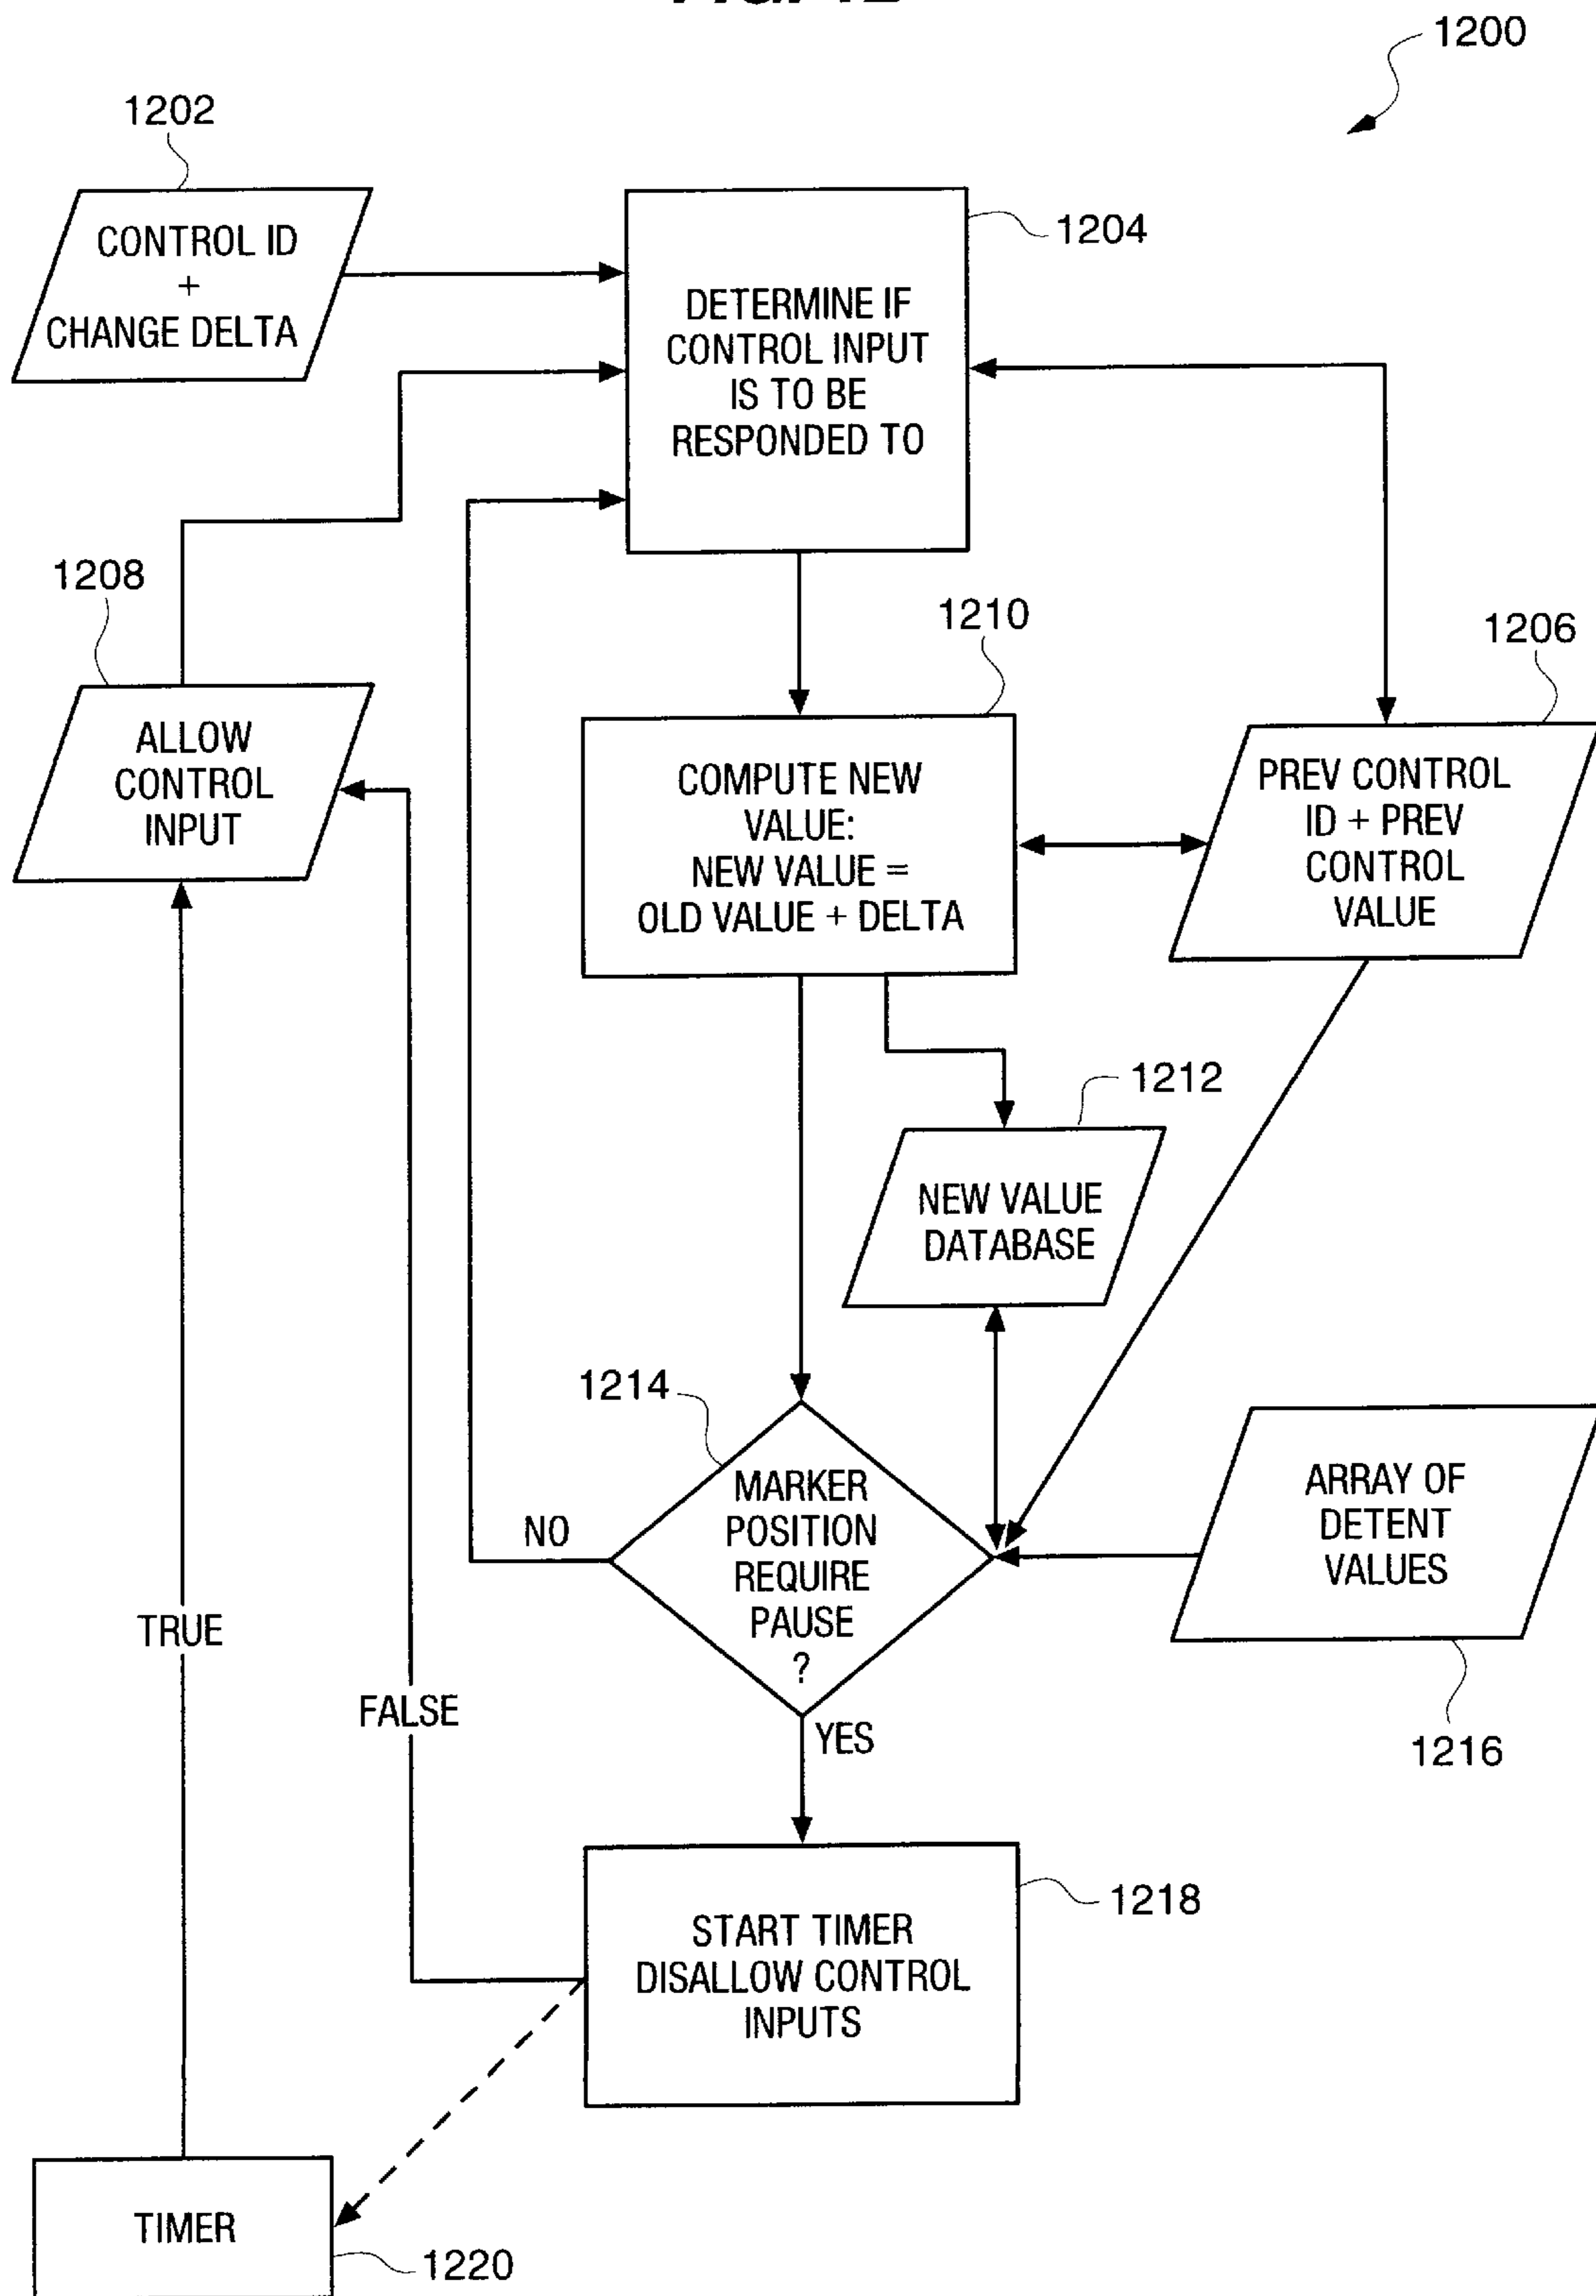 1200
1202
CONTROL ID
+
CHANGE DELTA
1204
DETERMINE IF
CONTROL INPUT
IS TO BE
RESPONDED TO
1208
ALLOW
CONTROL
INPUT
1210
COMPUTE NEW
VALUE:
NEW VALUE =
OLD VALUE + DELTA
1206
PREV CONTROL
ID + PREV
CONTROL
VALUE
1212
NEW VALUE
DATABASE
1214
MARKER
POSITION
REQUIRE
PAUSE
?
NO
YES
ARRAY OF
DETENT
VALUES
1216
TRUE
FALSE
START TIMER
DISALLOW CONTROL
INPUTS
1218
TIMER
1220